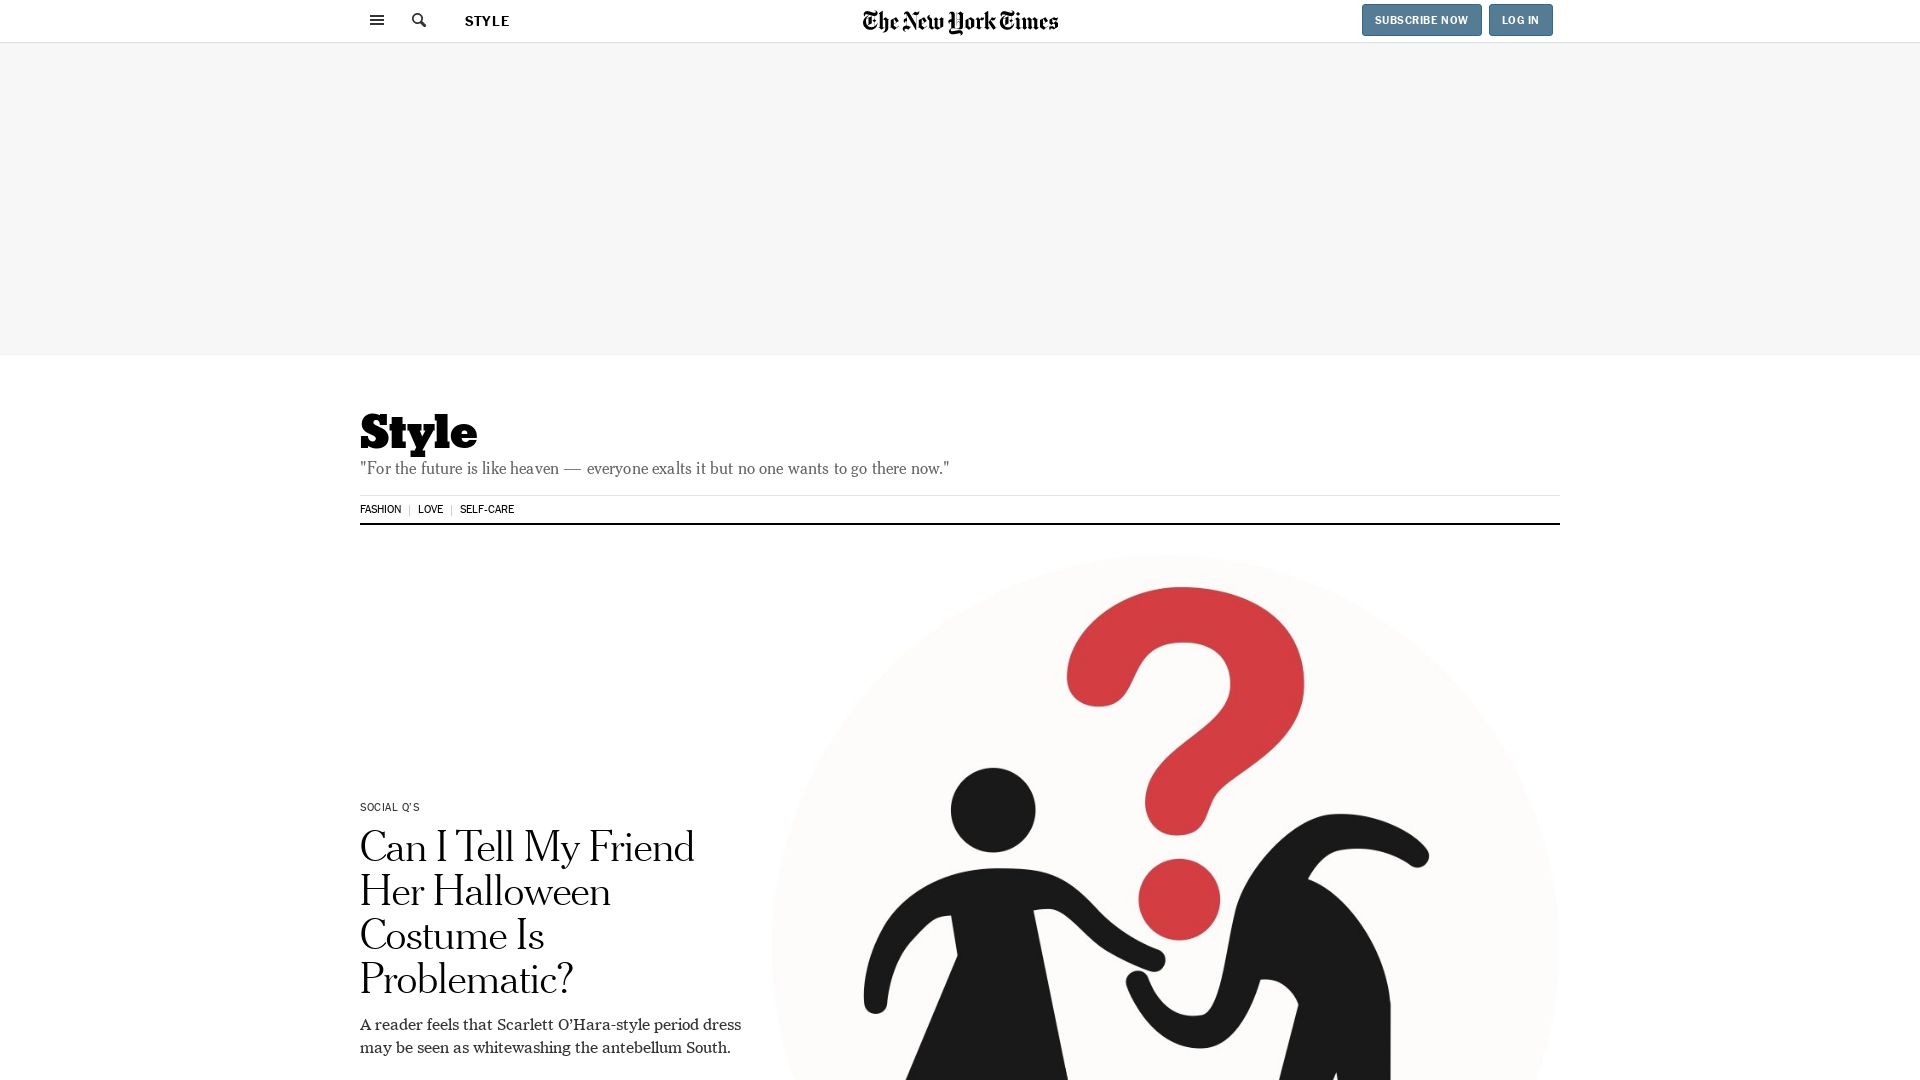 STYLE
The New York Times
SUBSCRIBE NOW
LOG IN
Style
"For the future is like heaven — everyone exalts it but no one wants to go there now."
FASHION
LOVE
SELF-CARE
SOCIAL Q’S
Can I Tell My Friend
Her Halloween
Costume Is
Problematic?
A reader feels that Scarlett O’Hara-style period dress
may be seen as whitewashing the antebellum South.